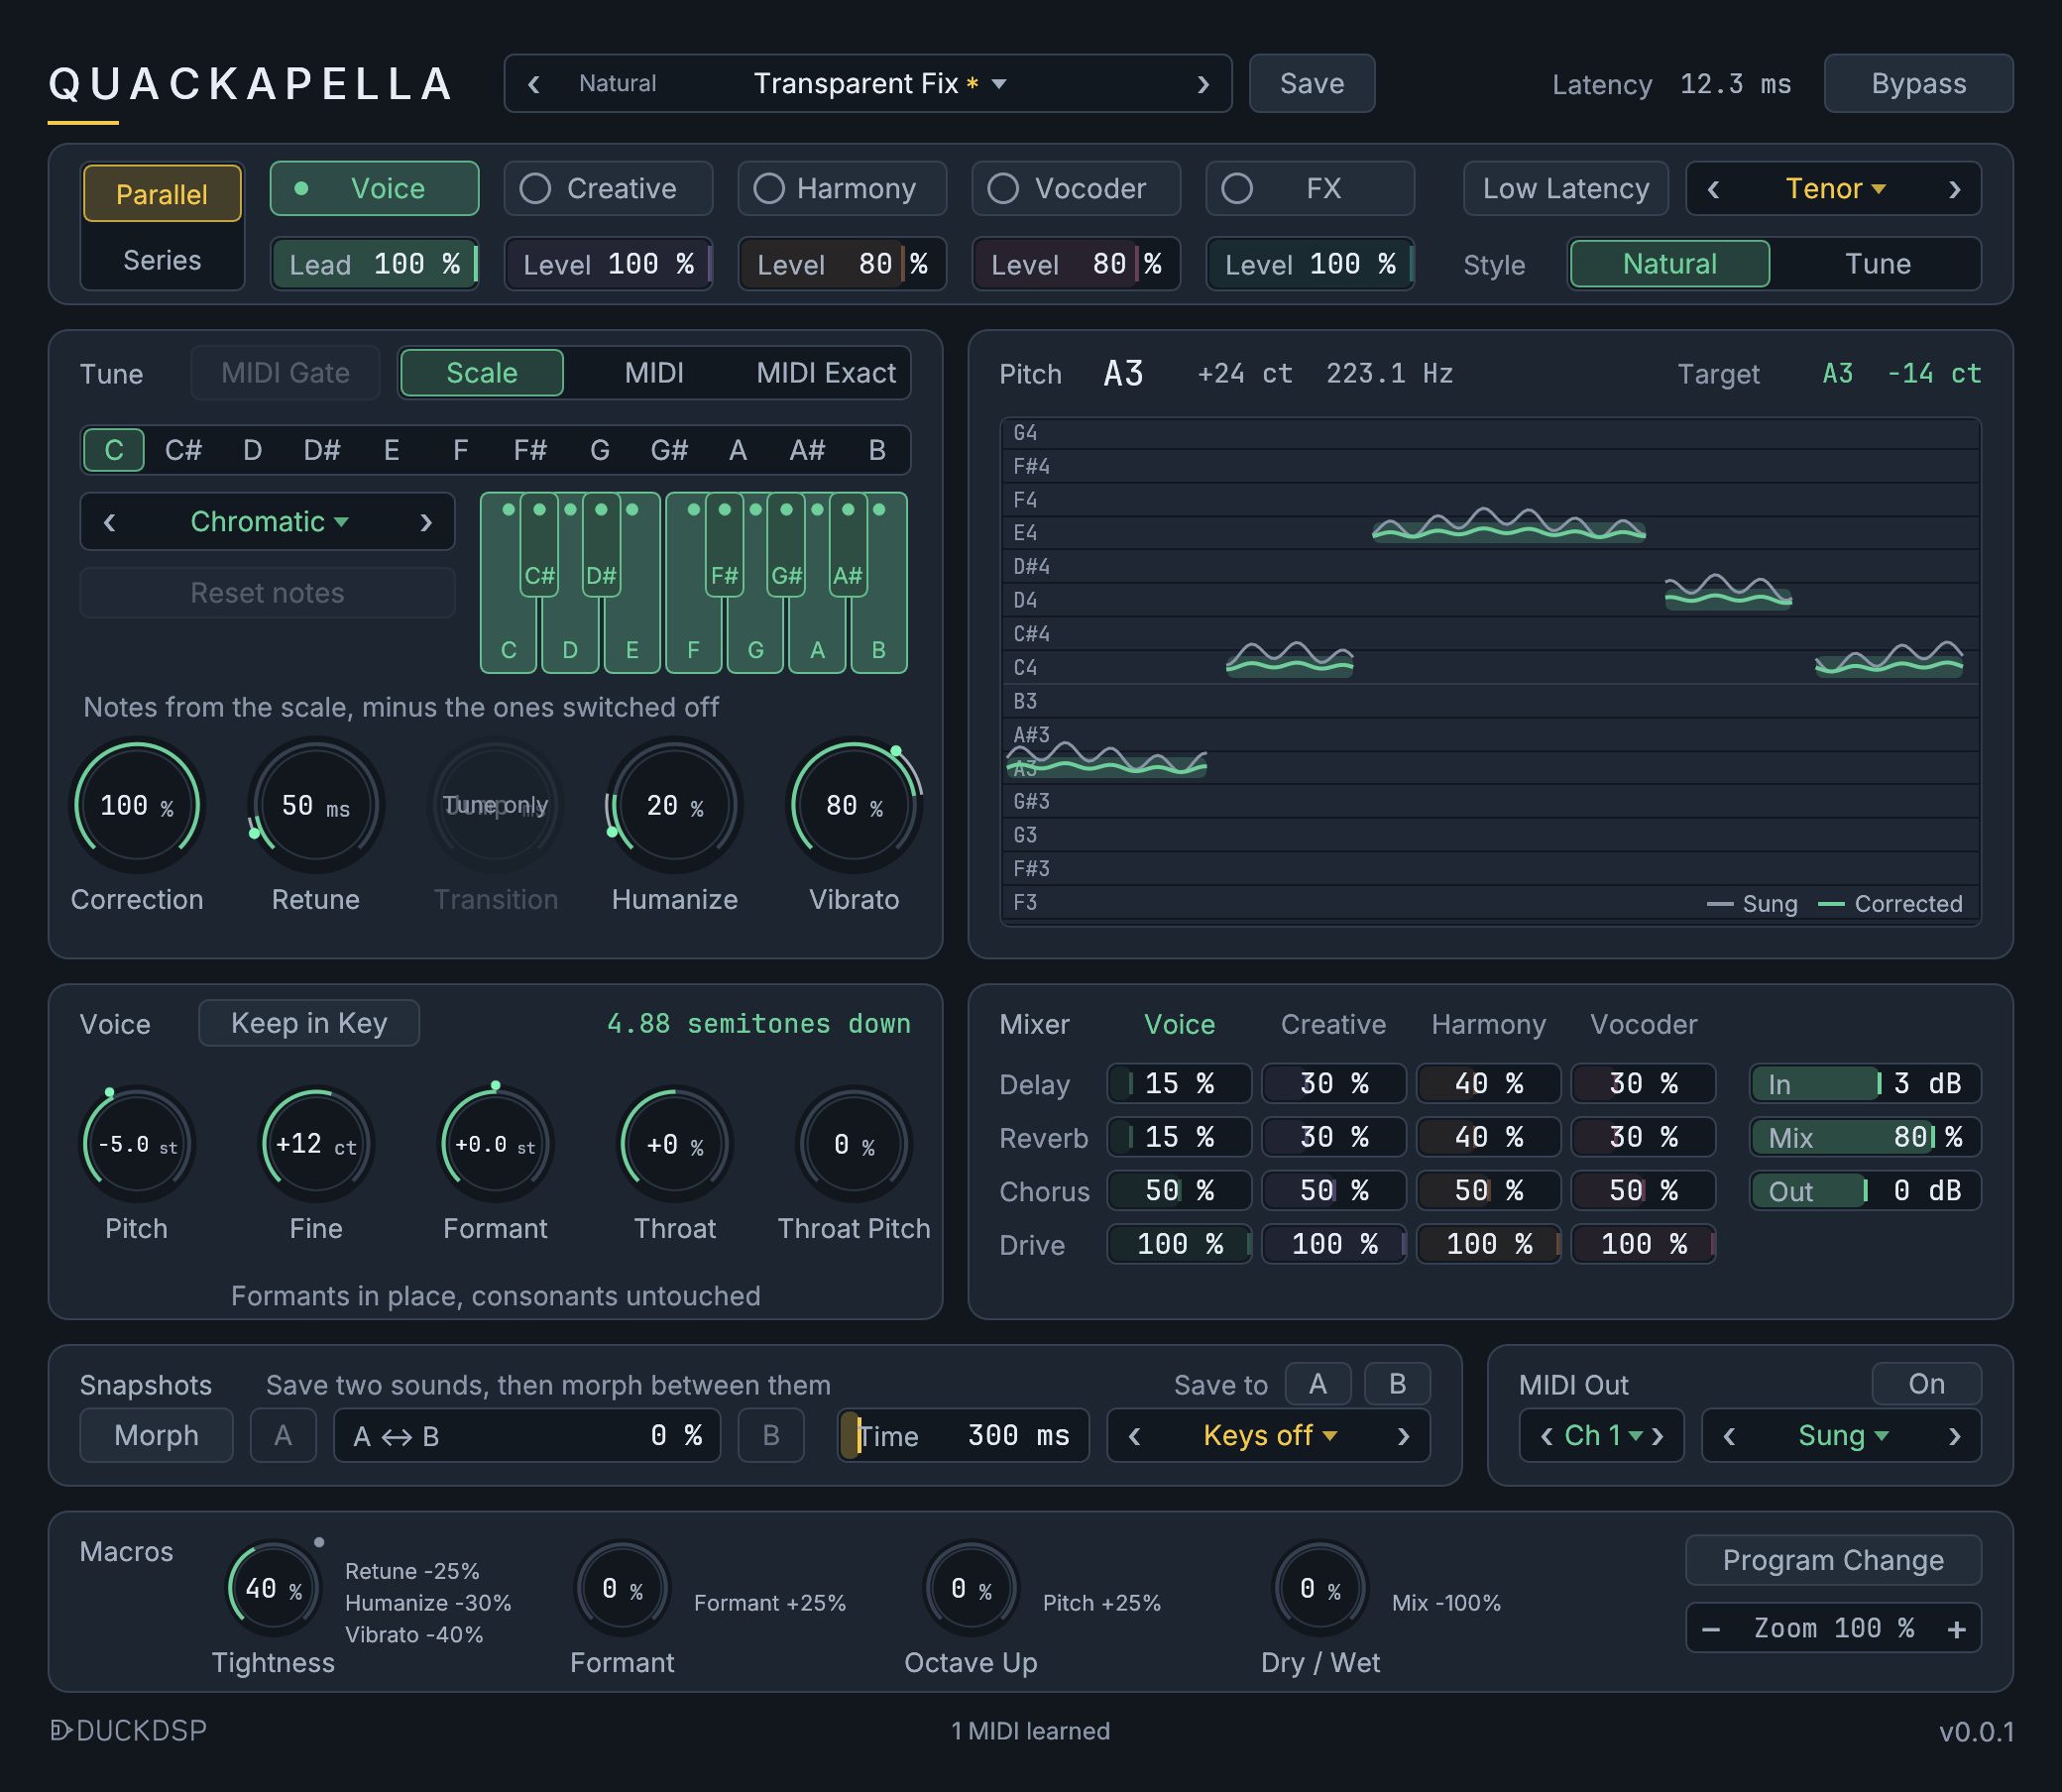 QUACKAPELLA
‹ Natural Transparent Fix * ›
Save
Latency 12.3 ms
Bypass
Parallel
Series
Voice Creative Harmony Vocoder FX
Low Latency
‹ Tenor ›
Lead 100 %
Level 100 %
Level 80 %
Level 80 %
Level 100 %
Style Natural Tune
Tune MIDI Gate Scale MIDI MIDI Exact
C C# D D# E F F# G G# A A# B
‹ Chromatic ›
Reset notes
C# D# F# G# A#
C D E F G A B
Notes from the scale, minus the ones switched off
100 % 50 ms Tune only 20 % 80 %
Correction Retune Transition Humanize Vibrato
Pitch A3 +24 ct 223.1 Hz
Target A3 -14 ct
G4
F#4
F4
E4
D#4
D4
C#4
C4
B3
A#3
A3
G#3
G3
F#3
F3
Sung Corrected
Voice Keep in Key 4.88 semitones down
-5.0 st +12 ct +0.0 st +0 % 0 %
Pitch Fine Formant Throat Throat Pitch
Formants in place, consonants untouched
Mixer Voice Creative Harmony Vocoder
Delay 15 % 30 % 40 % 30 % In 3 dB
Reverb 15 % 30 % 40 % 30 % Mix 80 %
Chorus 50 % 50 % 50 % 50 % Out 0 dB
Drive 100 % 100 % 100 % 100 %
Snapshots Save two sounds, then morph between them Save to A B
Morph A A ↔ B 0 % B Time 300 ms ‹ Keys off ›
MIDI Out On
‹ Ch 1 › ‹ Sung ›
Macros
40 %
Tightness
Retune -25%
Humanize -30%
Vibrato -40%
0 %
Formant
Formant +25%
0 %
Octave Up
Pitch +25%
0 %
Dry / Wet
Mix -100%
Program Change
− Zoom 100 % +
DUCKDSP
1 MIDI learned
v0.0.1